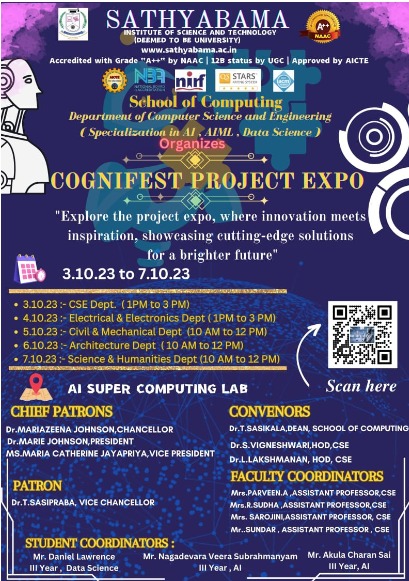 SATHYABAMA
INSTITUTE OF SCIENCE AND TECHNOLOGY
(DEEMED TO BE UNIVERSITY)
www.sathyabama.ac.in
Accredited with Grade "A++" by NAAC | 12B status by UGC | Approved by AICTE
A++
NAAC
NBA
nirf
STARS
School of Computing
Department of Computer Science and Engineering
( Specialization in AI , AIML , Data Science )
Organizes
COGNIFEST PROJECT EXPO
"Explore the project expo, where innovation meets
inspiration, showcasing cutting-edge solutions
for a brighter future"
3.10.23 to 7.10.23
• 3.10.23 :- CSE Dept. ( 1PM to 3 PM)
• 4.10.23 :- Electrical & Electronics Dept ( 1PM to 3 PM)
• 5.10.23 :- Civil & Mechanical Dept (10 AM to 12 PM)
• 6.10.23 :- Architecture Dept ( 10 AM to 12 PM)
• 7.10.23 :- Science & Humanities Dept (10 AM to 12 PM)
Scan here
AI SUPER COMPUTING LAB
CHIEF PATRONS
Dr.MARIAZEENA JOHNSON,CHANCELLOR
Dr.MARIE JOHNSON,PRESIDENT
MS.MARIA CATHERINE JAYAPRIYA,VICE PRESIDENT
PATRON
Dr.T.SASIPRABA, VICE CHANCELLOR
CONVENORS
Dr.T.SASIKALA,DEAN, SCHOOL OF COMPUTING
Dr.S.VIGNESHWARI,HOD,CSE
Dr.L.LAKSHMANAN, HOD, CSE
FACULTY COORDINATORS
Mrs.PARVEEN.A ,ASSISTANT PROFESSOR,CSE
Mrs.R.SUDHA ,ASSISTANT PROFESSOR,CSE
Mrs. SAROJINI,ASSISTANT PROFESSOR, CSE
Mr..SUNDAR , ASSISTANT PROFESSOR , CSE
STUDENT COORDINATORS :
Mr. Daniel Lawrence
III Year , Data Science
Mr. Nagadevara Veera Subrahmanyam
III Year , AI
Mr. Akula Charan Sai
III Year, AI